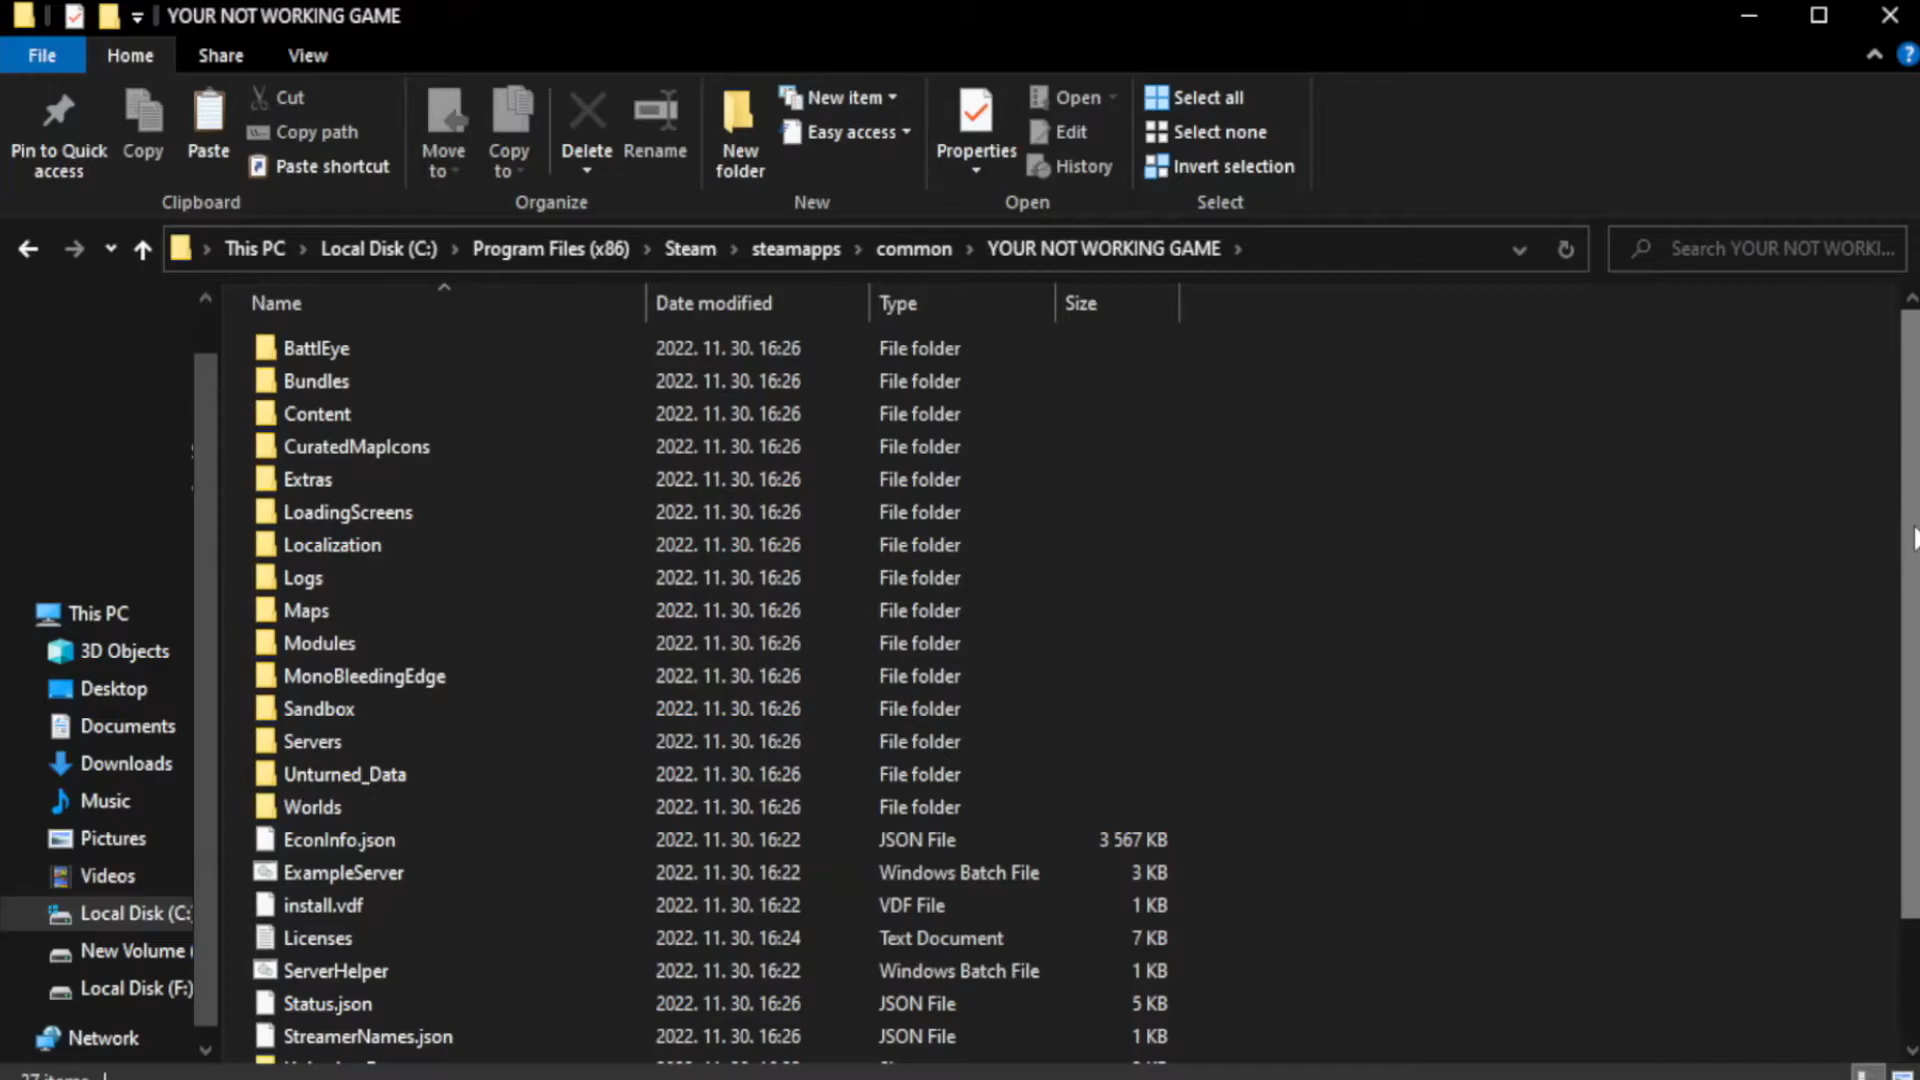 YOUR NOT WORKING GAME
File Home Share View
Pin to Quick access
Copy
Paste
Cut
Copy path
Paste shortcut
Clipboard
Move to
Copy to
Delete
Rename
Organize
New folder
New item
Easy access
New
Properties
Open
Edit
History
Open
Select all
Select none
Invert selection
Select
This PC > Local Disk (C:) > Program Files (x86) > Steam > steamapps > common > YOUR NOT WORKING GAME >
Search YOUR NOT WORKI...
Name Date modified Type Size
BattlEye 2022. 11. 30. 16:26 File folder
Bundles 2022. 11. 30. 16:26 File folder
Content 2022. 11. 30. 16:26 File folder
CuratedMapIcons 2022. 11. 30. 16:26 File folder
Extras 2022. 11. 30. 16:26 File folder
LoadingScreens 2022. 11. 30. 16:26 File folder
Localization 2022. 11. 30. 16:26 File folder
Logs 2022. 11. 30. 16:26 File folder
Maps 2022. 11. 30. 16:26 File folder
Modules 2022. 11. 30. 16:26 File folder
MonoBleedingEdge 2022. 11. 30. 16:26 File folder
Sandbox 2022. 11. 30. 16:26 File folder
Servers 2022. 11. 30. 16:26 File folder
Unturned_Data 2022. 11. 30. 16:26 File folder
Worlds 2022. 11. 30. 16:26 File folder
EconInfo.json 2022. 11. 30. 16:22 JSON File 3 567 KB
ExampleServer 2022. 11. 30. 16:22 Windows Batch File 3 KB
install.vdf 2022. 11. 30. 16:22 VDF File 1 KB
Licenses 2022. 11. 30. 16:24 Text Document 7 KB
ServerHelper 2022. 11. 30. 16:22 Windows Batch File 1 KB
Status.json 2022. 11. 30. 16:26 JSON File 5 KB
StreamerNames.json 2022. 11. 30. 16:26 JSON File 1 KB
This PC
3D Objects
Desktop
Documents
Downloads
Music
Pictures
Videos
Local Disk (C:
New Volume (
Local Disk (F:)
Network